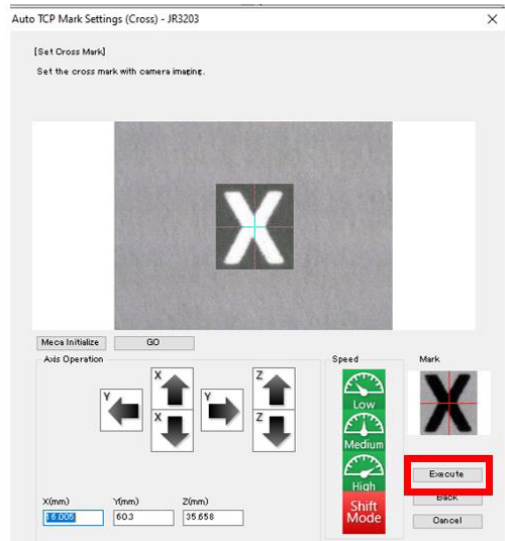 Auto TCP Mark Settings (Cross) - JR3203
[Set Cross Mark]
Set the cross mark with camera imaging.
X
Meca Initialize GO
Axis Operation Speed Mark
X Z
Y Y
X Z
Low
Medium
High
Shift
Mode
X
Execute
Back
Cancel
X(mm) Y(mm) Z(mm)
16.005 60.3 35.658